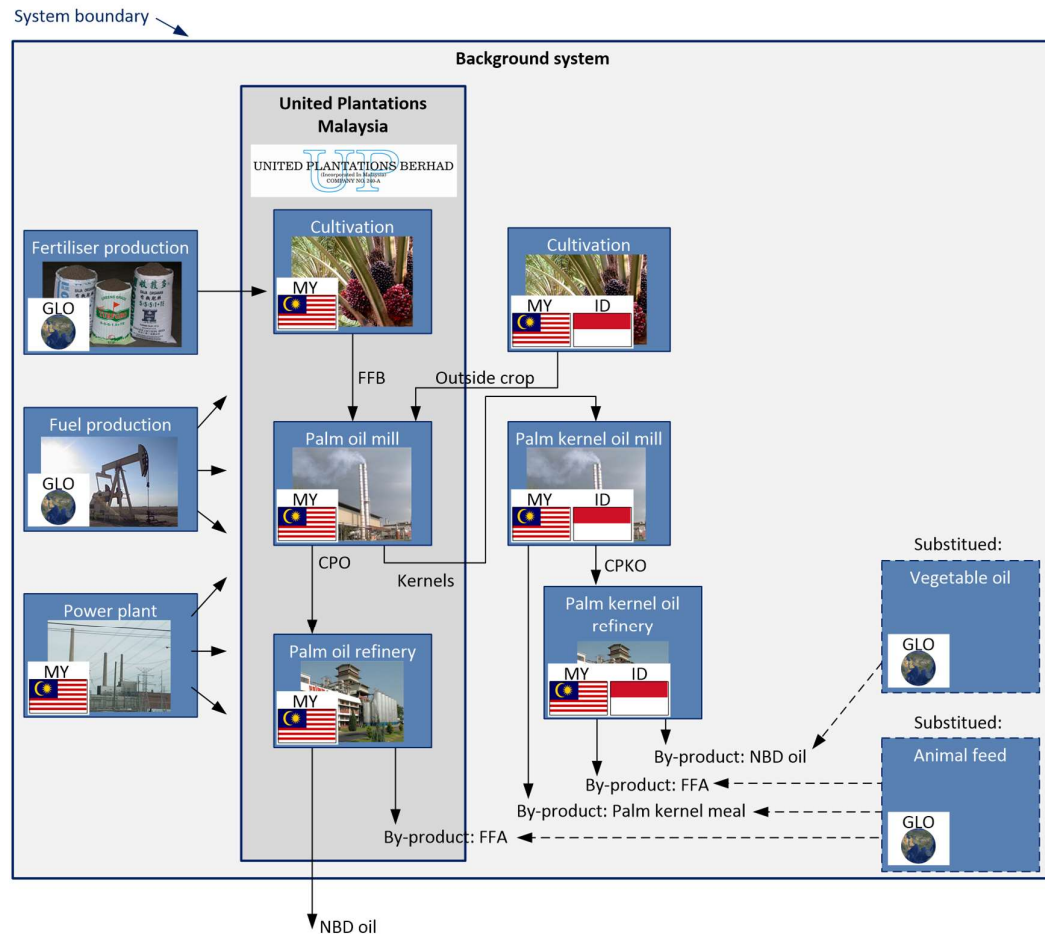 System boundary
Background system
United Plantations
Malaysia
UNITED PLANTATIONS BERHAD
UP
(Incorporated In Malaysia)
COMPANY NO. 240-A
Cultivation
MY
Fertiliser production
GLO
Cultivation
MY ID
FFB
Outside crop
Fuel production
GLO
Palm oil mill
MY
Palm kernel oil mill
MY ID
CPO
Kernels
CPKO
Substitued:
Vegetable oil
GLO
Power plant
MY
Palm kernel oil
refinery
MY ID
Palm oil refinery
MY
Substitued:
Animal feed
GLO
By-product: NBD oil
By-product: FFA
By-product: Palm kernel meal
By-product: FFA
NBD oil